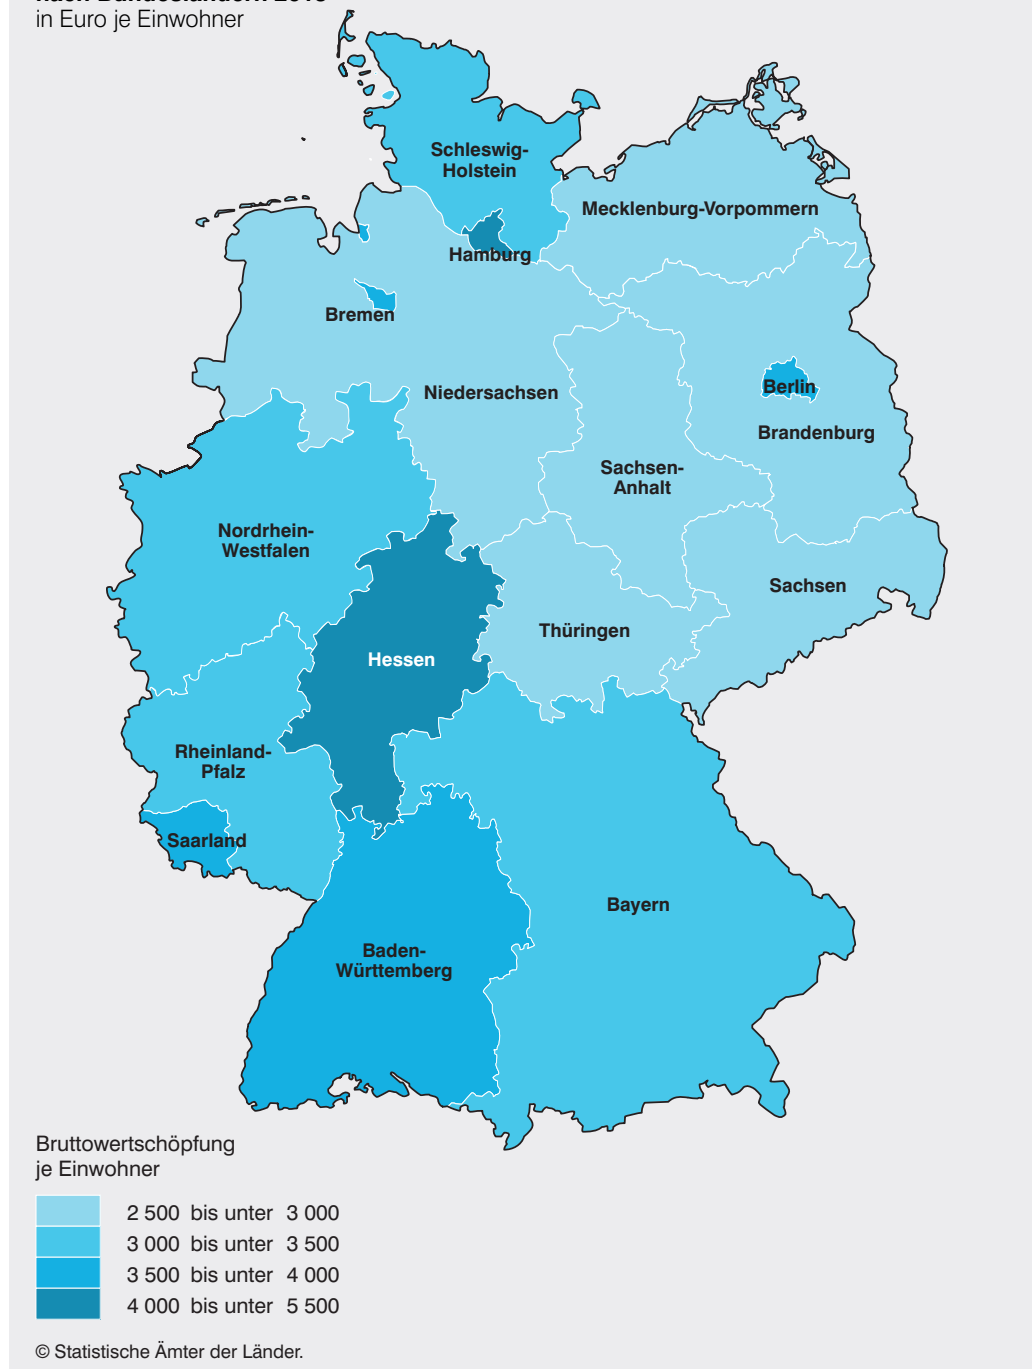 in Euro je Einwohner
Schleswig-
Holstein
Mecklenburg-Vorpommern
Hamburg
Bremen
Niedersachsen
Berlin
Brandenburg
Sachsen-
Anhalt
Nordrhein-
Westfalen
Sachsen
Thüringen
Hessen
Rheinland-
Pfalz
Saarland
Bayern
Baden-
Württemberg
Bruttowertschöpfung
je Einwohner
2 500 bis unter 3 000
3 000 bis unter 3 500
3 500 bis unter 4 000
4 000 bis unter 5 500
© Statistische Ämter der Länder.